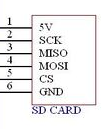 1 5V
2 SCK
3 MISO
4 MOSI
5 CS
6 GND
SD CARD